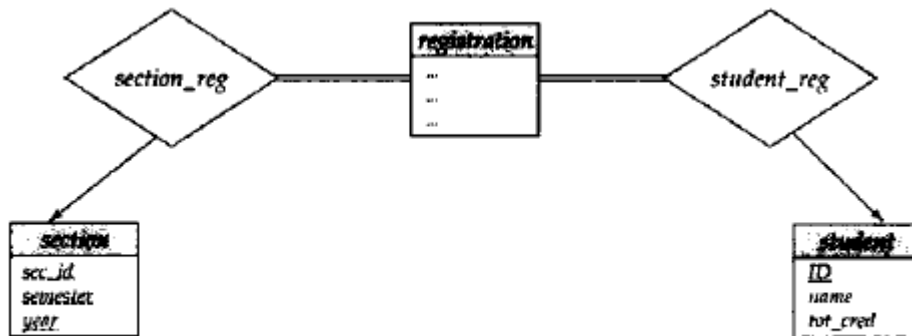 section_reg
registration
...
...
...
student_reg
section
sec_id
semester
year
student
ID
name
tot_cred